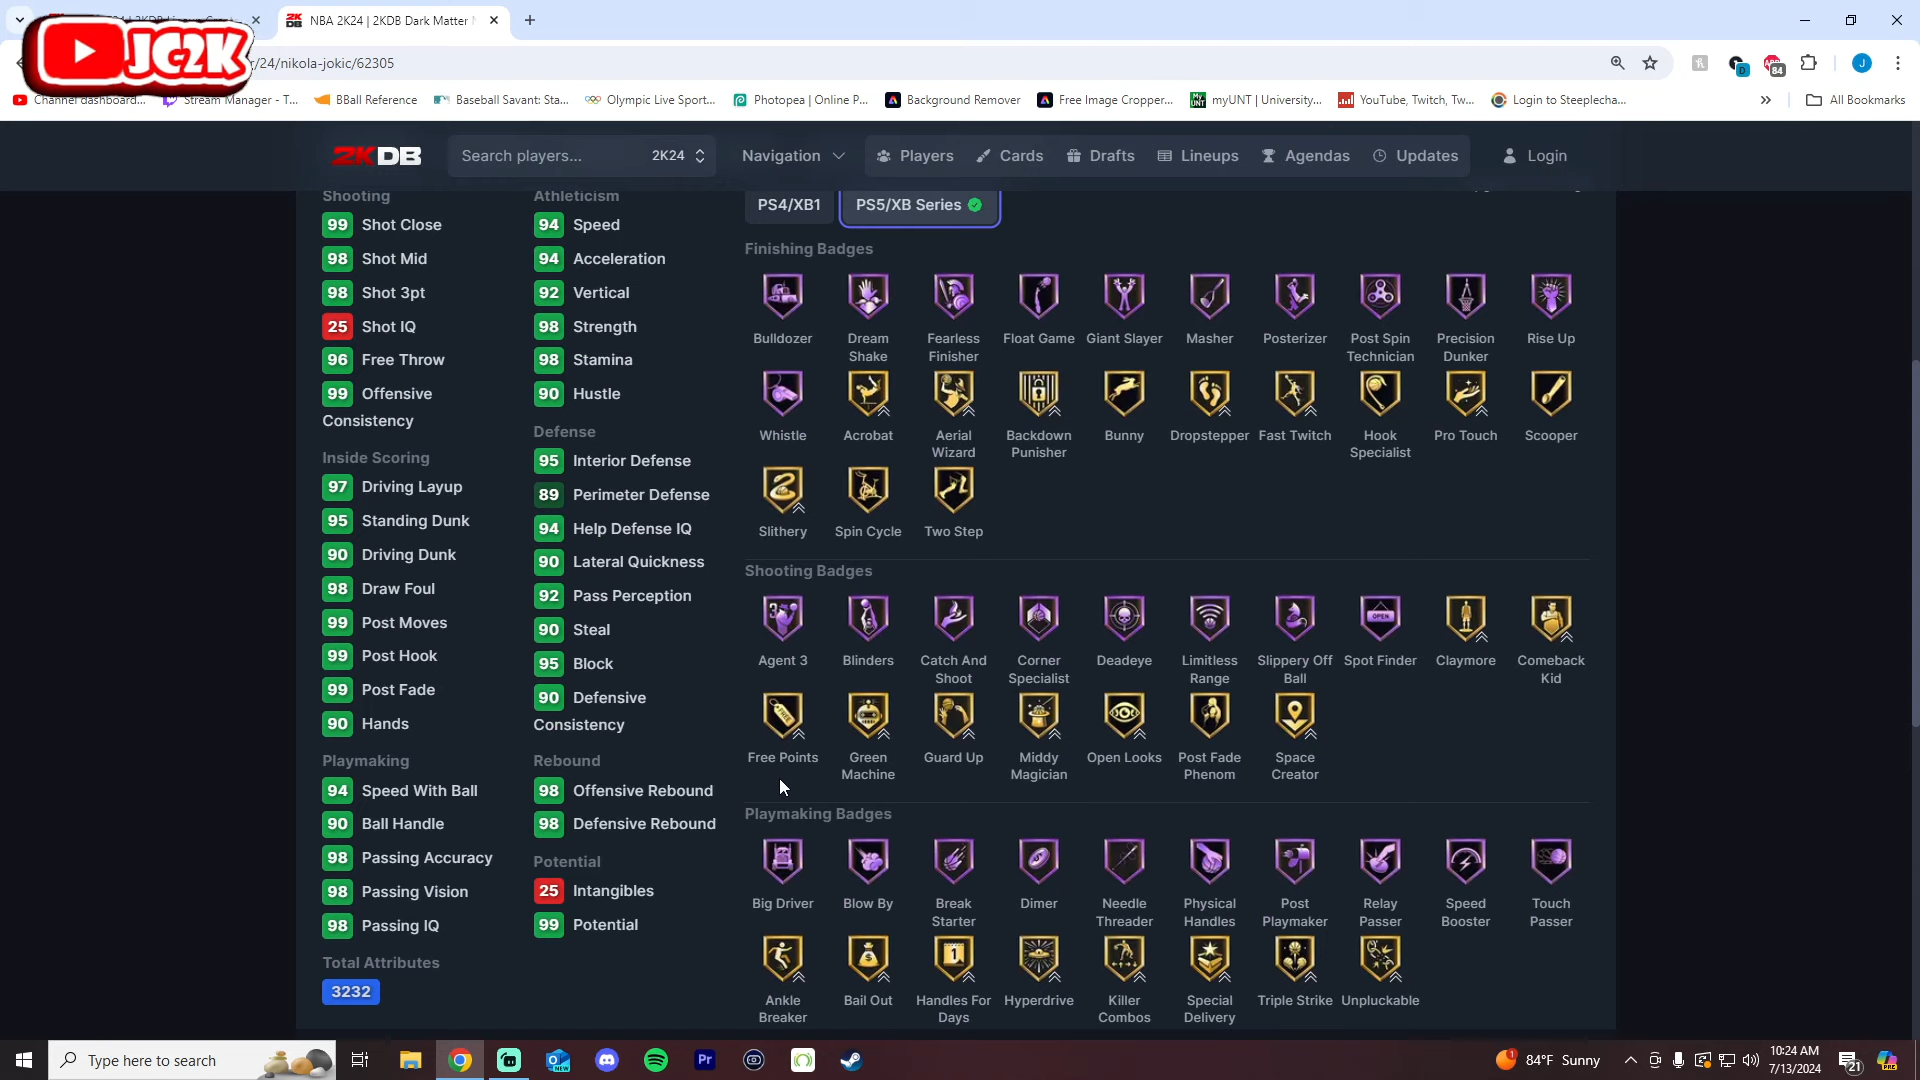 NBA 2K24 | 2KDB Dark Matter
JC2K
/24/nikola-jokic/62305
Channel dashboard...
Stream Manager - T...
BBall Reference
Baseball Savant: Sta...
Olympic Live Sport...
Photopea | Online P...
Background Remover
Free Image Cropper...
myUNT | University...
YouTube, Twitch, Tw...
Login to Steeplecha...
All Bookmarks
2KDB
Search players...
2K24
Navigation
Players
Cards
Drafts
Lineups
Agendas
Updates
Login
Shooting
99 Shot Close
98 Shot Mid
98 Shot 3pt
25 Shot IQ
96 Free Throw
99 Offensive
Consistency
Inside Scoring
97 Driving Layup
95 Standing Dunk
90 Driving Dunk
98 Draw Foul
99 Post Moves
99 Post Hook
99 Post Fade
90 Hands
Playmaking
94 Speed With Ball
90 Ball Handle
98 Passing Accuracy
98 Passing Vision
98 Passing IQ
Total Attributes
3232
Athleticism
94 Speed
94 Acceleration
92 Vertical
98 Strength
98 Stamina
90 Hustle
Defense
95 Interior Defense
89 Perimeter Defense
94 Help Defense IQ
90 Lateral Quickness
92 Pass Perception
90 Steal
95 Block
90 Defensive
Consistency
Rebound
98 Offensive Rebound
98 Defensive Rebound
Potential
25 Intangibles
99 Potential
PS4/XB1
PS5/XB Series
Finishing Badges
Bulldozer
Dream
Shake
Fearless
Finisher
Float Game
Giant Slayer
Masher
Posterizer
Post Spin
Technician
Precision
Dunker
Rise Up
Whistle
Acrobat
Aerial
Wizard
Backdown
Punisher
Bunny
Dropstepper
Fast Twitch
Hook
Specialist
Pro Touch
Scooper
Slithery
Spin Cycle
Two Step
Shooting Badges
Agent 3
Blinders
Catch And
Shoot
Corner
Specialist
Deadeye
Limitless
Range
Slippery Off
Ball
OPEN
Spot Finder
Claymore
Comeback
Kid
Free Points
Green
Machine
Guard Up
Middy
Magician
Open Looks
Post Fade
Phenom
Space
Creator
Playmaking Badges
Big Driver
Blow By
Break
Starter
Dimer
Needle
Threader
Physical
Handles
Post
Playmaker
Relay
Passer
Speed
Booster
Touch
Passer
Ankle
Breaker
Bail Out
Handles For
Days
Hyperdrive
Killer
Combos
Special
Delivery
Triple Strike
Unpluckable
Type here to search
84°F Sunny
10:24 AM
7/13/2024
21